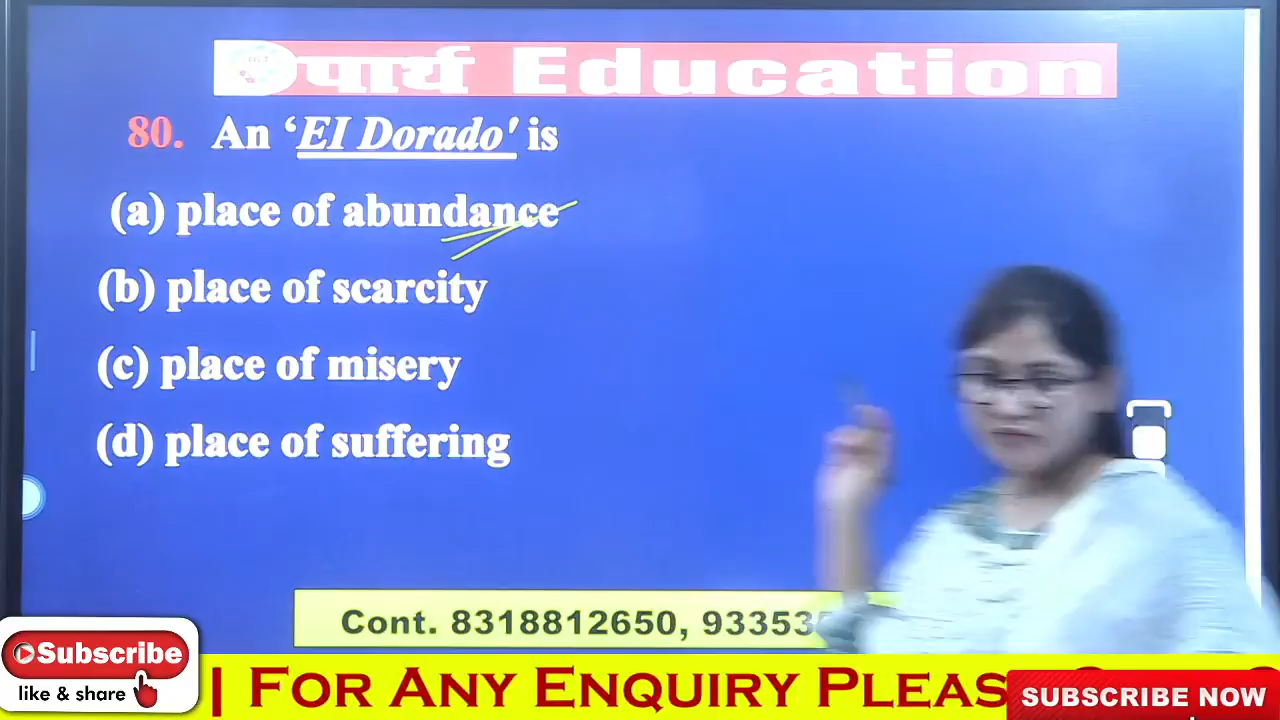 पार्य Education
80. An ‘EI Dorado' is
(a) place of abundance
(b) place of scarcity
(c) place of misery
(d) place of suffering
Cont. 8318812650, 93353
Subscribe
like & share
| FOR ANY ENQUIRY PLEAS
SUBSCRIBE NOW